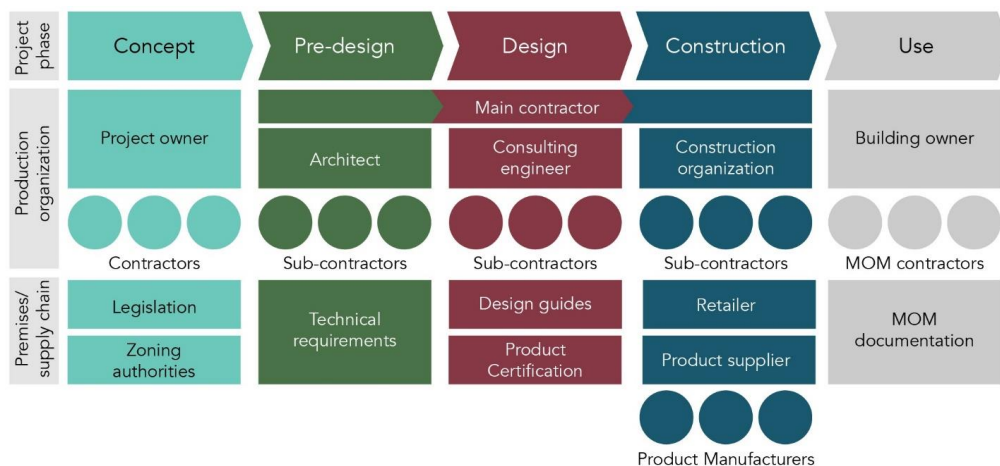 Project
phase
Concept
Pre-design
Design
Construction
Use
Production
organization
Main contractor
Project owner
Architect
Consulting
engineer
Construction
organization
Building owner
Contractors
Sub-contractors
Sub-contractors
Sub-contractors
MOM contractors
Premises/
supply chain
Legislation
Zoning
authorities
Technical
requirements
Design guides
Product
Certification
Retailer
Product supplier
MOM
documentation
Product Manufacturers